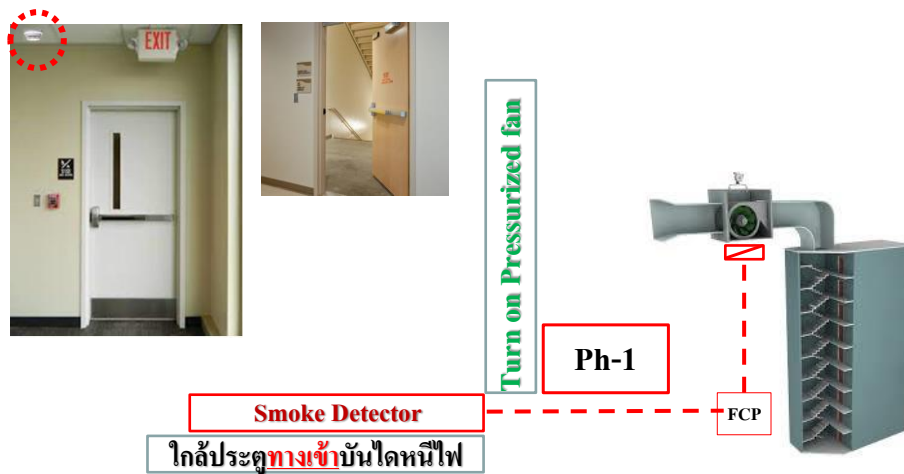 EXIT
Turn on Pressurized fan
Ph-1
Smoke Detector
FCP
ใกล้ประตูทางเข้าบันไดหนีไฟ